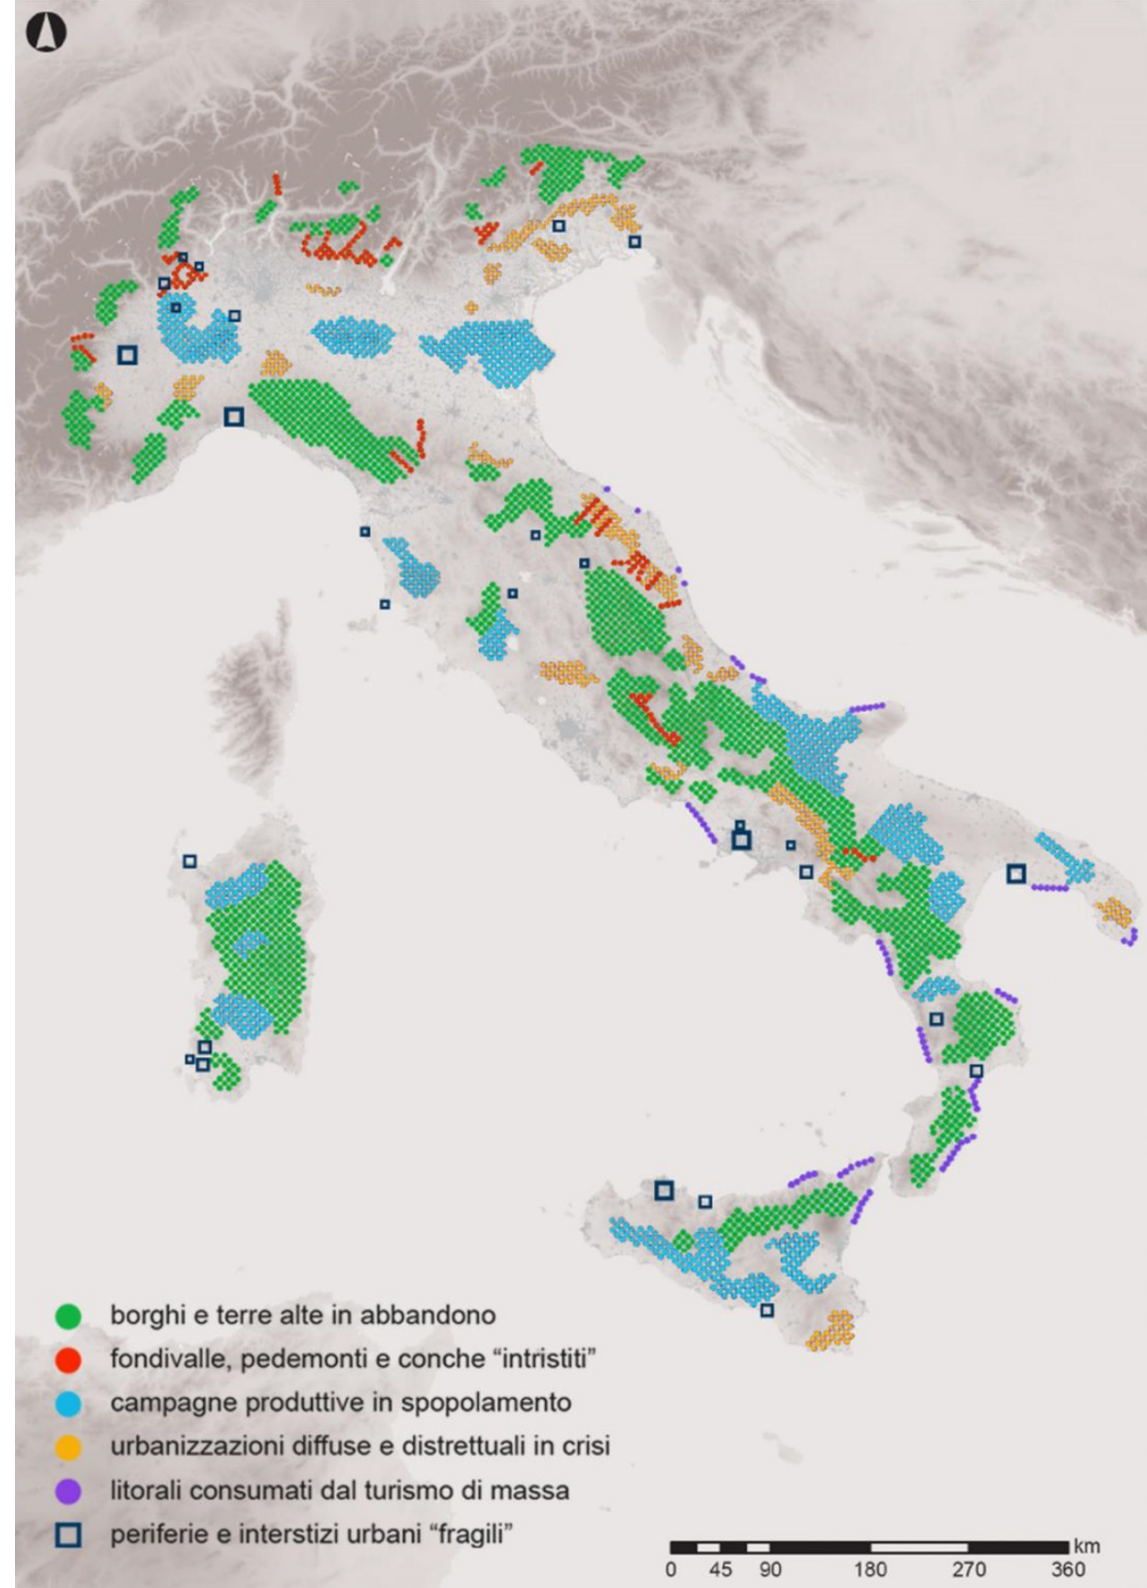 borghi e terre alte in abbandono
fondivalle, pedemonti e conche “intristiti”
campagne produttive in spopolamento
urbanizzazioni diffuse e distrettuali in crisi
litorali consumati dal turismo di massa
periferie e interstizi urbani “fragili”
km
0 45 90 180 270 360